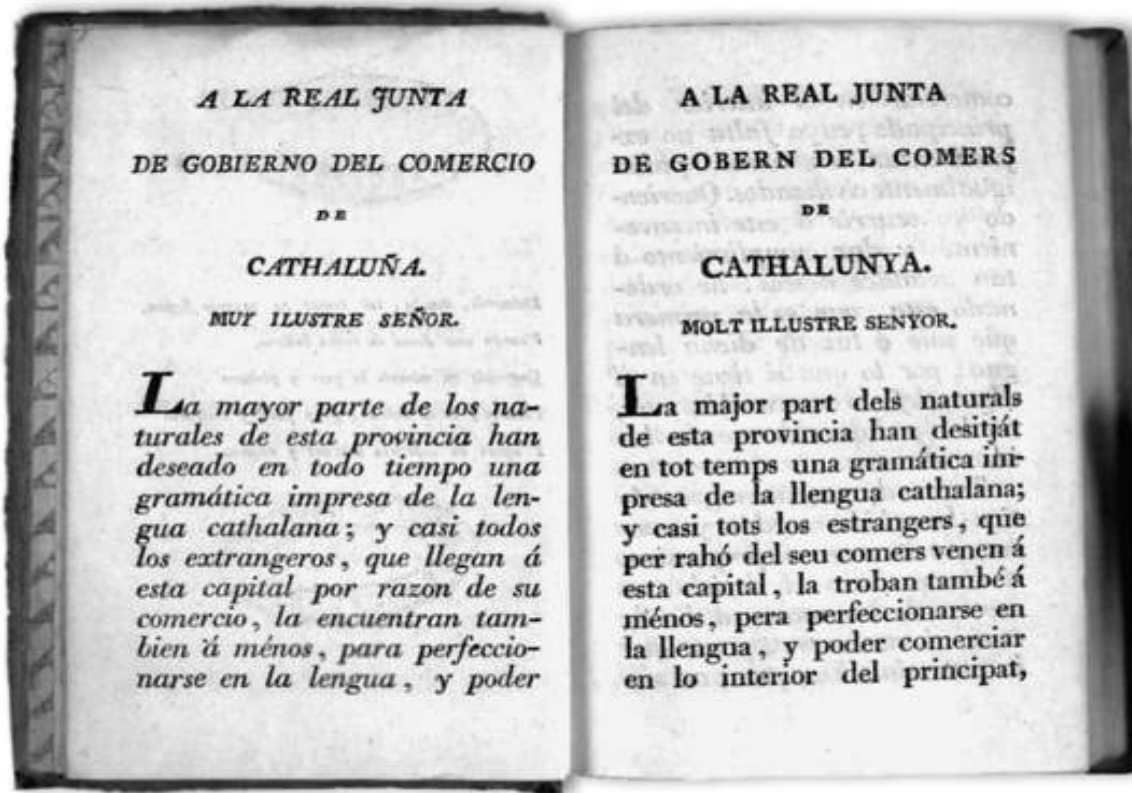 A LA REAL JUNTA
DE GOBIERNO DEL COMERCIO
DE
CATHALUÑA.
MUY ILUSTRE SEÑOR.
La mayor parte de los na-
turales de esta provincia han
deseado en todo tiempo una
gramática impresa de la len-
gua cathalana; y casi todos
los extrangeros, que llegan á
esta capital por razon de su
comercio, la encuentran tam-
bien á ménos, para perfeccio-
narse en la lengua, y poder
A LA REAL JUNTA
DE GOBERN DEL COMERS
DE
CATHALUNYA.
MOLT ILLUSTRE SENYOR.
La major part dels naturals
de esta provincia han desitját
en tot temps una gramática im-
presa de la llengua cathalana;
y casi tots los estrangers, que
per rahó del seu comers venen á
esta capital, la troban també á
ménos, pera perfeccionarse en
la llengua, y poder comerciar
en lo interior del principat,